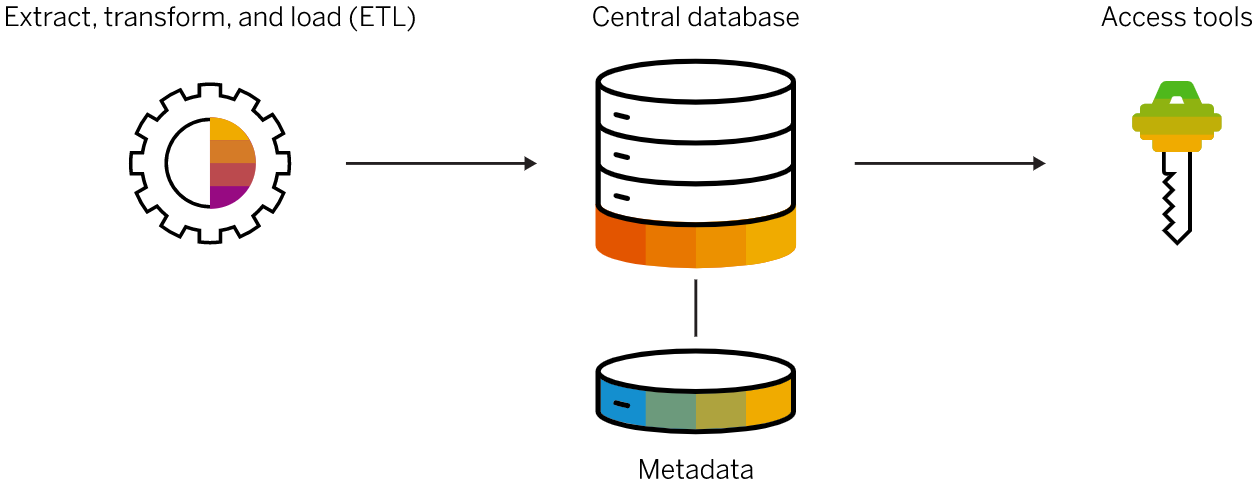 Extract, transform, and load (ETL)
Central database
Access tools
Metadata